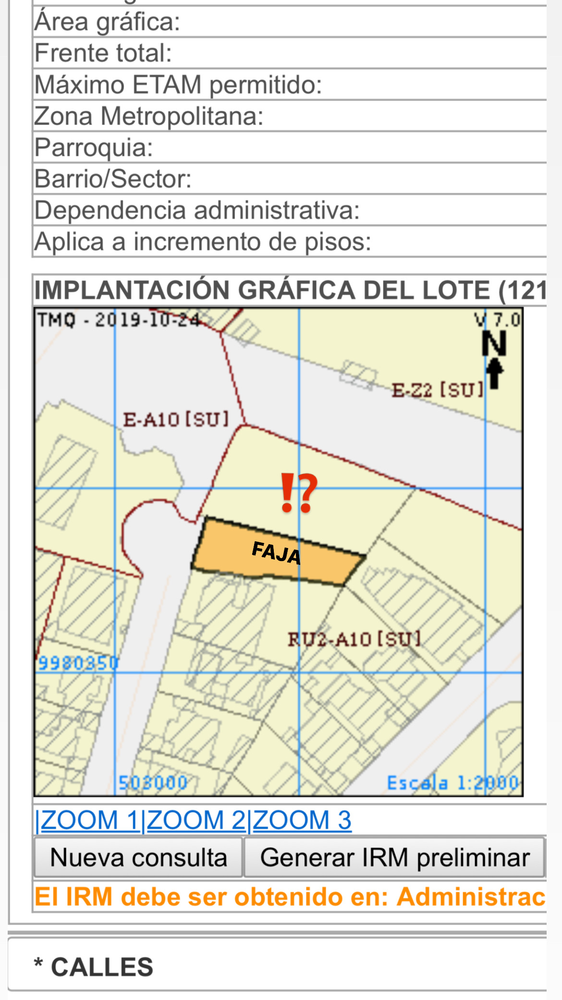 Área gráfica:
Frente total:
Máximo ETAM permitido:
Zona Metropolitana:
Parroquia:
Barrio/Sector:
Dependencia administrativa:
Aplica a incremento de pisos:
IMPLANTACIÓN GRÁFICA DEL LOTE (121
TMQ - 2019-10-24
V 7.0
N
E-Z2 [SU]
E-A10 [SU]
⁉
FAJA
RU2-A10 [SU]
9980350
503000
Escala 1:2000
|ZOOM 1|ZOOM 2|ZOOM 3
Nueva consulta
Generar IRM preliminar
El IRM debe ser obtenido en: Administrac
* CALLES